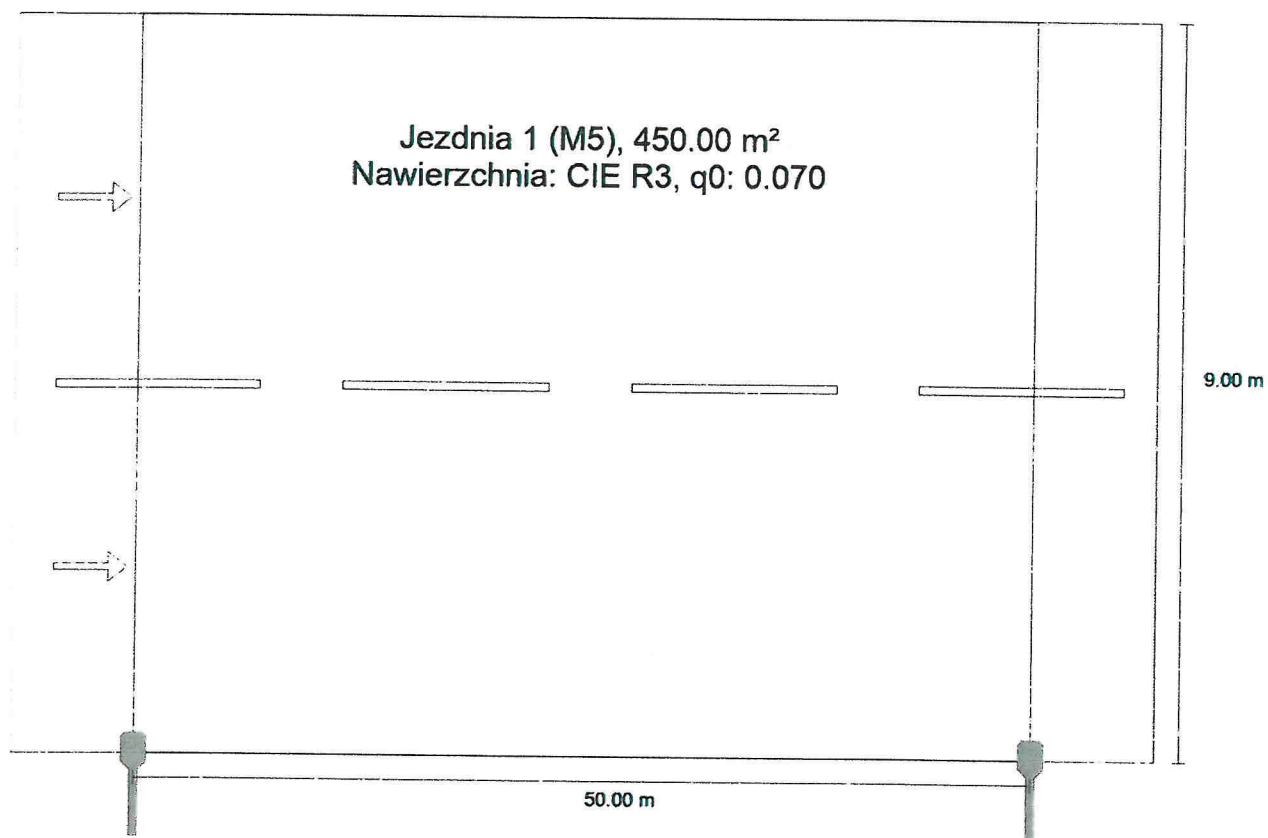 Jezdnia 1 (M5), 450.00 m²
Nawierzchnia: CIE R3, q0: 0.070
9.00 m
50.00 m